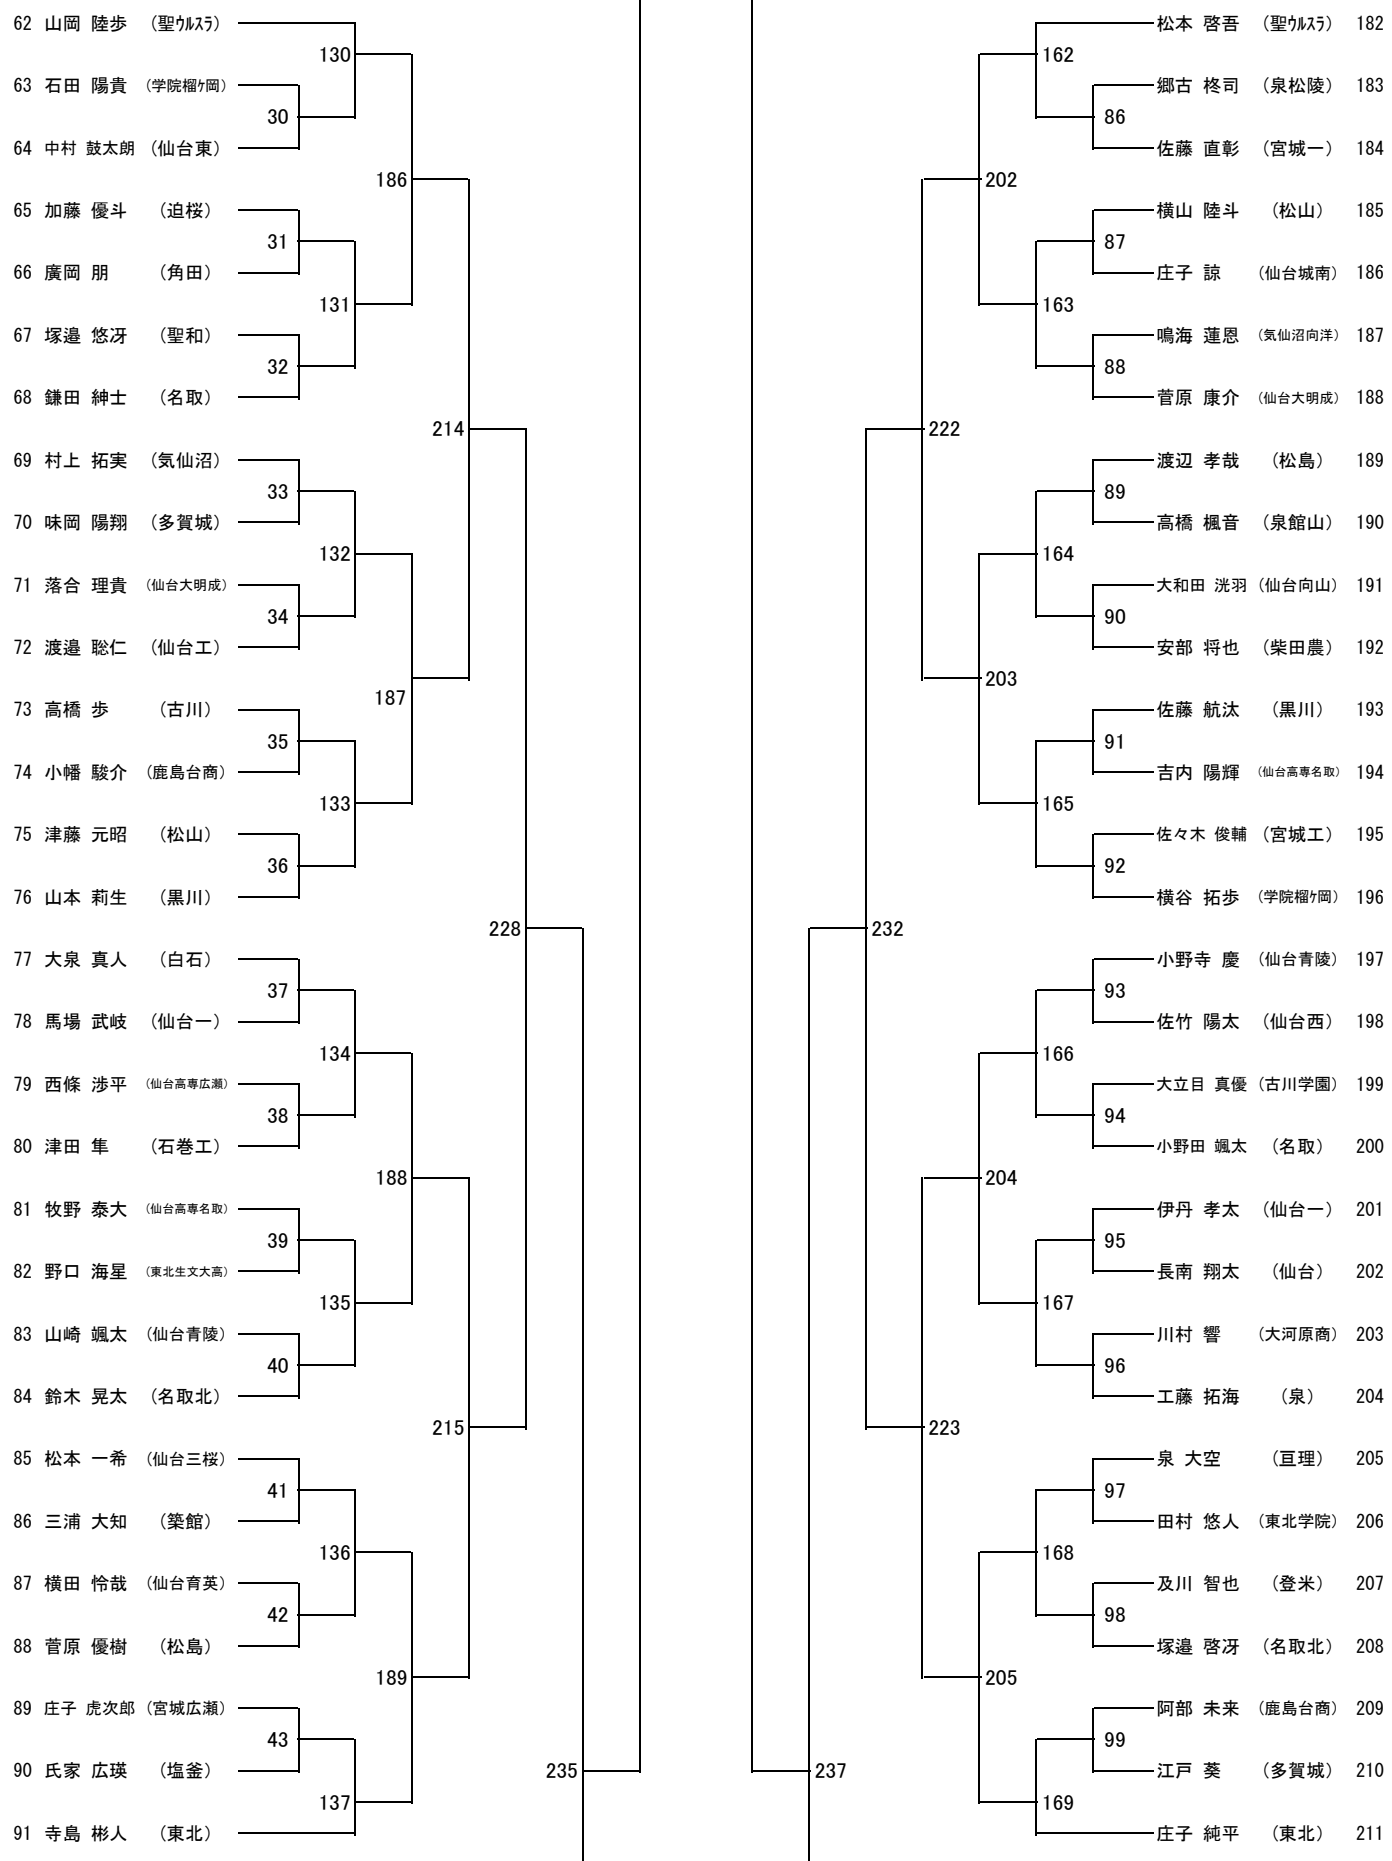 62 山岡 陸歩 （聖ｳﾙｽﾗ）
130
63 石田 陽貴 （学院榴ｹ岡）
30
64 中村 鼓太朗 （仙台東）
186
65 加藤 優斗 （迫桜）
31
66 廣岡 朋 （角田）
131
67 塚邉 悠冴 （聖和）
32
68 鎌田 紳士 （名取）
214
69 村上 拓実 （気仙沼）
33
70 味岡 陽翔 （多賀城）
132
71 落合 理貴 （仙台大明成）
34
72 渡邉 聡仁 （仙台工）
187
73 高橋 歩 （古川）
35
74 小幡 駿介 （鹿島台商）
133
75 津藤 元昭 （松山）
36
76 山本 莉生 （黒川）
228
77 大泉 真人 （白石）
37
78 馬場 武岐 （仙台一）
134
79 西條 渉平 （仙台高専広瀬）
38
80 津田 隼 （石巻工）
188
81 牧野 泰大 （仙台高専名取）
39
82 野口 海星 （東北生文大高）
135
83 山崎 颯太 （仙台青陵）
40
84 鈴木 晃太 （名取北）
215
85 松本 一希 （仙台三桜）
41
86 三浦 大知 （築館）
136
87 横田 怜哉 （仙台育英）
42
88 菅原 優樹 （松島）
189
89 庄子 虎次郎 （宮城広瀬）
43
90 氏家 広瑛 （塩釜）
235
137
91 寺島 彬人 （東北）
松本 啓吾 （聖ｳﾙｽﾗ） 182
162
郷古 柊司 （泉松陵） 183
86
佐藤 直彰 （宮城一） 184
202
横山 陸斗 （松山） 185
87
庄子 諒 （仙台城南） 186
163
鳴海 蓮恩 （気仙沼向洋） 187
88
菅原 康介 （仙台大明成） 188
222
渡辺 孝哉 （松島） 189
89
高橋 楓音 （泉館山） 190
164
大和田 洸羽 （仙台向山） 191
90
安部 将也 （柴田農） 192
203
佐藤 航汰 （黒川） 193
91
吉内 陽輝 （仙台高専名取） 194
165
佐々木 俊輔 （宮城工） 195
92
横谷 拓歩 （学院榴ｹ岡） 196
232
小野寺 慶 （仙台青陵） 197
93
佐竹 陽太 （仙台西） 198
166
大立目 真優 （古川学園） 199
94
小野田 颯太 （名取） 200
204
伊丹 孝太 （仙台一） 201
95
長南 翔太 （仙台） 202
167
川村 響 （大河原商） 203
96
工藤 拓海 （泉） 204
223
泉 大空 （亘理） 205
97
田村 悠人 （東北学院） 206
168
及川 智也 （登米） 207
98
塚邉 啓冴 （名取北） 208
205
阿部 未来 （鹿島台商） 209
99
江戸 葵 （多賀城） 210
237
169
庄子 純平 （東北） 211